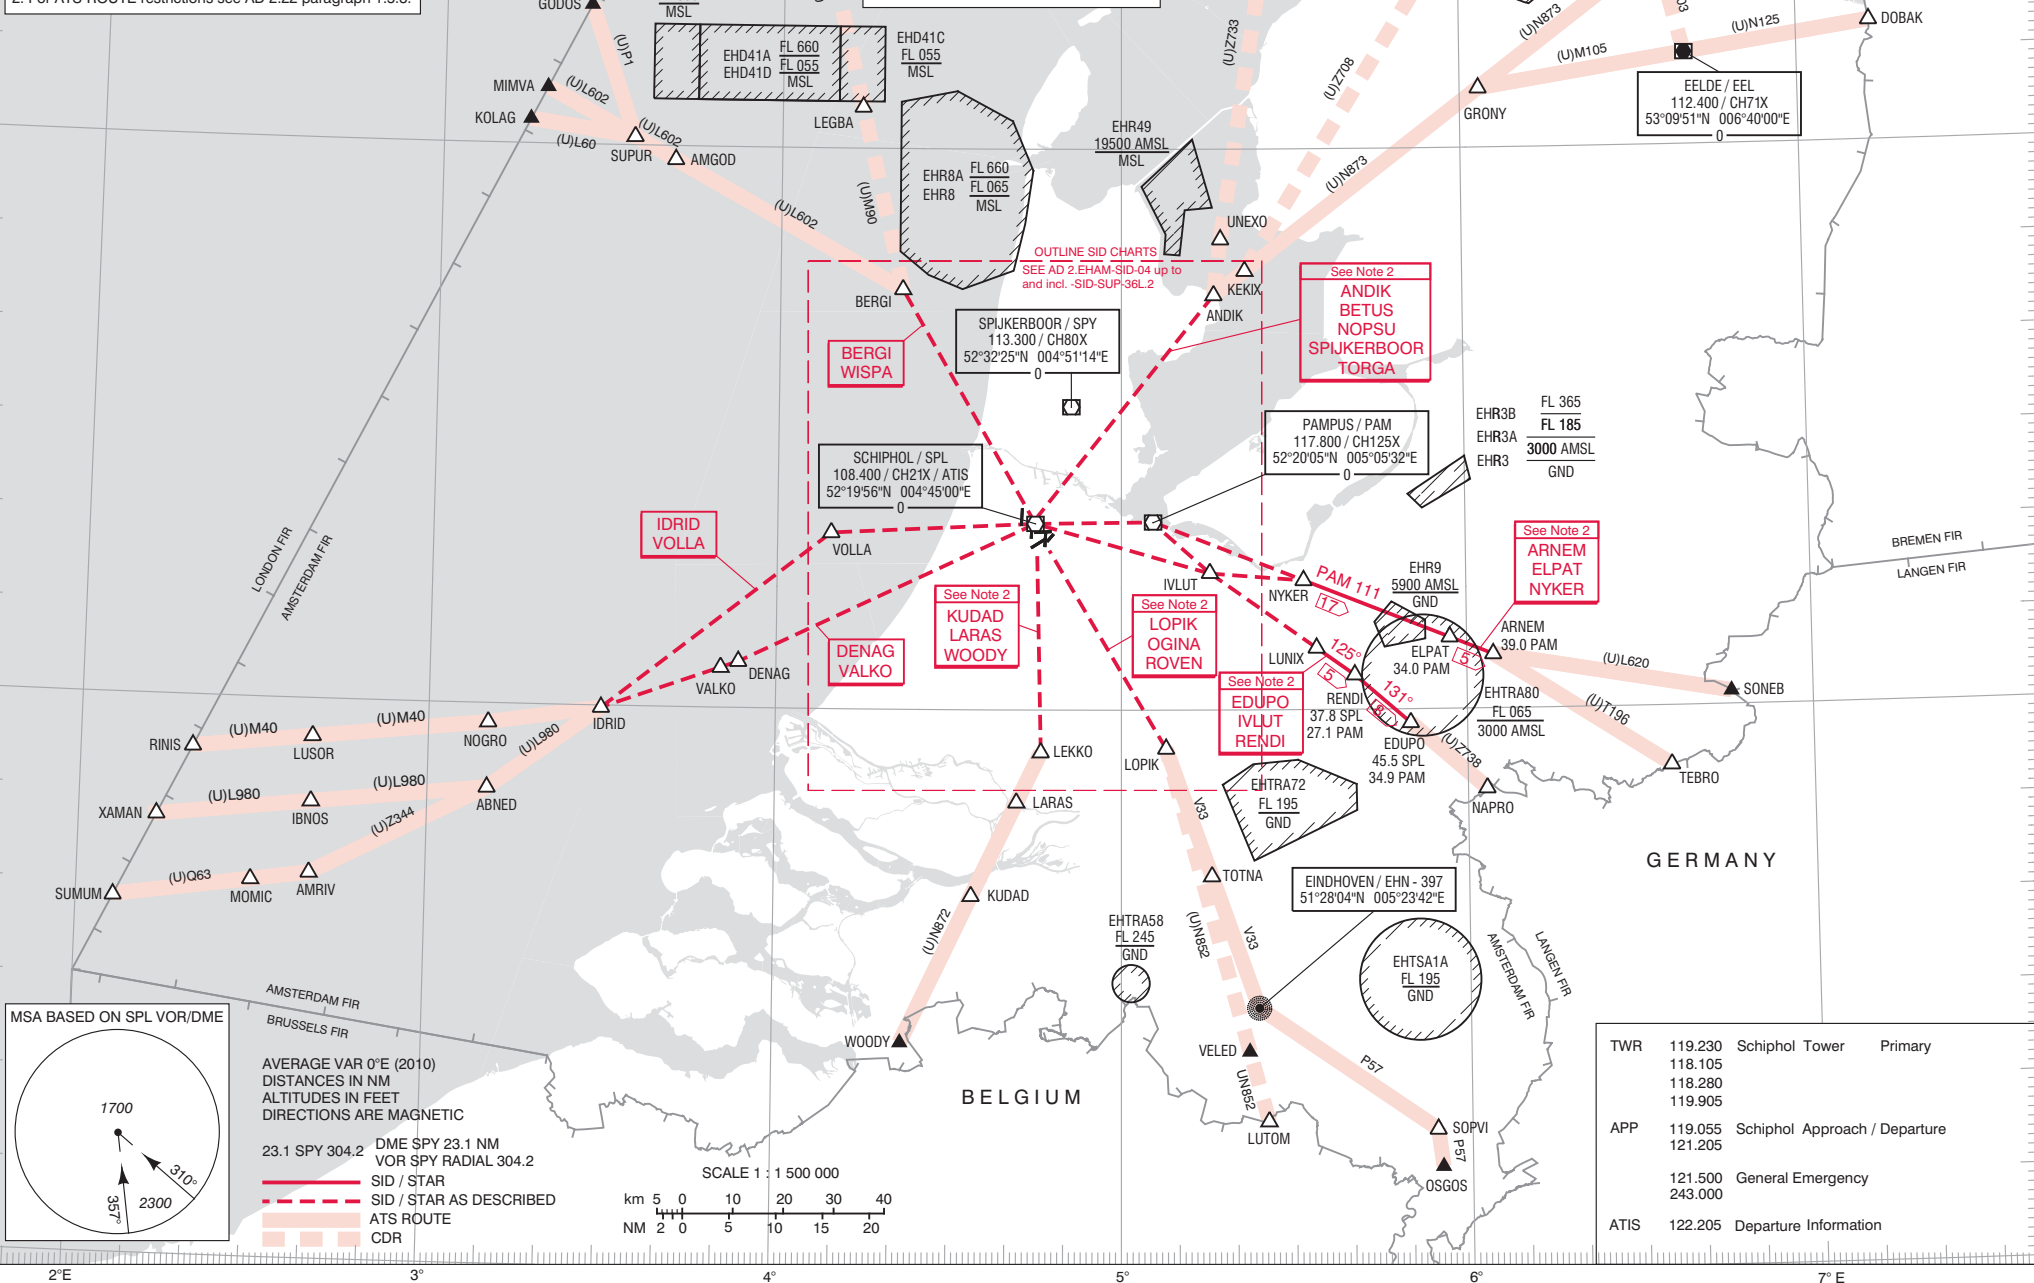 2. For ATS ROUTE restrictions see AD 2.22 paragraph 1.5.3.
GODOS
MSL
(U)P1
EHD41A
EHD41D
FL 660
FL 055
MSL
EHD41C
FL 055
MSL
(U)Z733
(U)Z708
(U)N873
03
(U)N125
DOBAK
(U)M105
MIMVA
(U)L602
KOLAG
(U)L60
(U)L602
SUPUR
AMGOD
LEGBA
GRONY
EELDE / EEL
112.400 / CH71X
53°09'51"N 006°40'00"E
0
EHR49
19500 AMSL
MSL
EHR8A
EHR8
FL 660
FL 065
MSL
(U)M90
(U)L602
(U)N873
UNEXO
OUTLINE SID CHARTS
SEE AD 2.EHAM-SID-04 up to
and incl. -SID-SUP-36L.2
BERGI
KEKIX
ANDIK
See Note 2
ANDIK
BETUS
NOPSU
SPIJKERBOOR
TORGA
SPIJKERBOOR / SPY
113.300 / CH80X
52°32'25"N 004°51'14"E
0
BERGI
WISPA
EHR3B
EHR3A
EHR3
FL 365
FL 185
3000 AMSL
GND
PAMPUS / PAM
117.800 / CH125X
52°20'05"N 005°05'32"E
0
SCHIPHOL / SPL
108.400 / CH21X / ATIS
52°19'56"N 004°45'00"E
0
IDRID
VOLLA
VOLLA
LONDON FIR
AMSTERDAM FIR
BREMEN FIR
LANGEN FIR
See Note 2
ARNEM
ELPAT
NYKER
IVLUT
NYKER
PAM 111
17
EHR9
5900 AMSL
GND
See Note 2
KUDAD
LARAS
WOODY
See Note 2
LOPIK
OGINA
ROVEN
DENAG
VALKO
VALKO
DENAG
LUNIX
125°
5
ELPAT
34.0 PAM
5
ARNEM
39.0 PAM
(U)L620
SONEB
See Note 2
EDUPO
IVLUT
RENDI
RENDI
37.8 SPL
27.1 PAM
131°
8
EHTRA80
FL 065
3000 AMSL
(U)T196
EDUPO
45.5 SPL
34.9 PAM
(U)Z738
TEBRO
NAPRO
RINIS
(U)M40
LUSOR
(U)M40
NOGRO
(U)L980
IDRID
XAMAN
(U)L980
IBNOS
(U)L980
ABNED
(U)Z344
SUMUM
(U)Q63
MOMIC
AMRIV
LEKKO
LOPIK
LARAS
V33
EHTRA72
FL 195
GND
GERMANY
TOTNA
KUDAD
(U)N872
EINDHOVEN / EHN - 397
51°28'04"N 005°23'42"E
EHTRA58
FL 245
GND
(U)N852
V33
EHTSA1A
FL 195
GND
AMSTERDAM FIR
LANGEN FIR
AMSTERDAM FIR
BRUSSELS FIR
WOODY
VELED
UN852
P57
BELGIUM
LUTOM
SOPVI
P57
OSGOS
MSA BASED ON SPL VOR/DME
1700
310°
2300
357°
AVERAGE VAR 0°E (2010)
DISTANCES IN NM
ALTITUDES IN FEET
DIRECTIONS ARE MAGNETIC
23.1 SPY 304.2 DME SPY 23.1 NM
VOR SPY RADIAL 304.2
SID / STAR
SID / STAR AS DESCRIBED
ATS ROUTE
CDR
SCALE 1 : 1 500 000
km 5 0 10 20 30 40
NM 2 0 5 10 15 20
TWR 119.230 Schiphol Tower Primary
118.105
118.280
119.905
APP 119.055 Schiphol Approach / Departure
121.205
121.500 General Emergency
243.000
ATIS 122.205 Departure Information
2°E 3° 4° 5° 6° 7° E